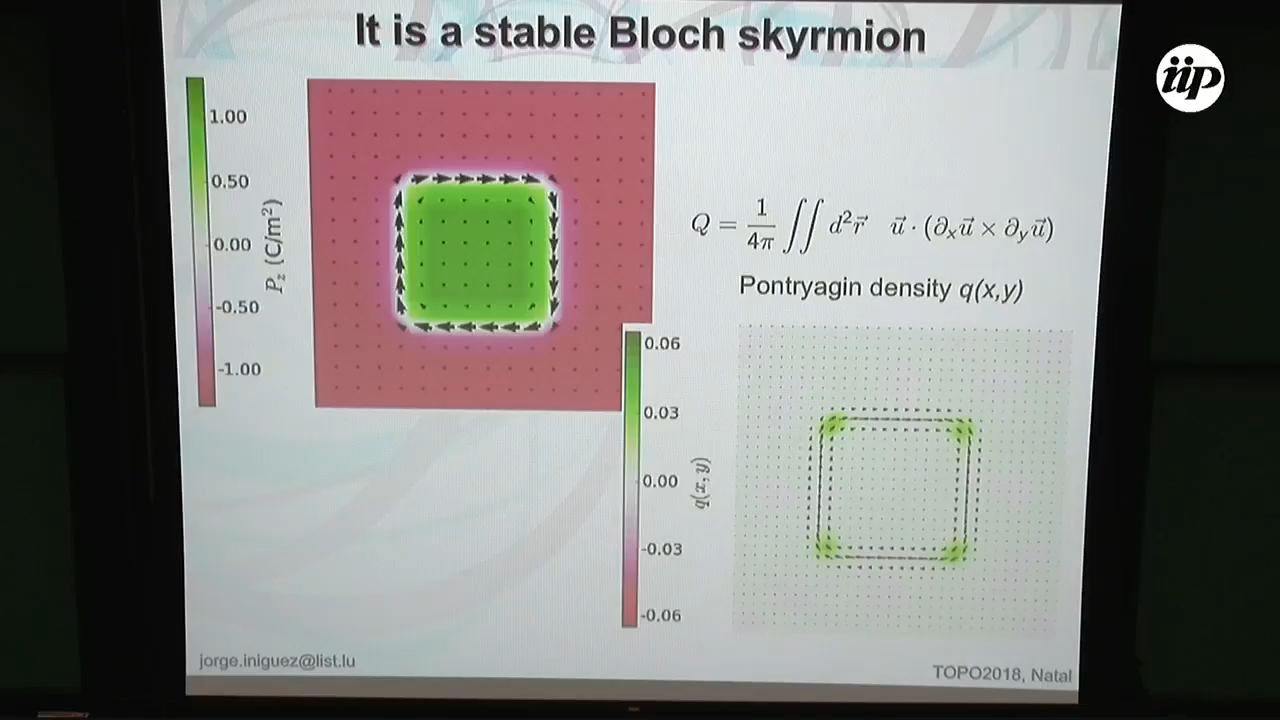 It is a stable Bloch skyrmion
iip
1.00
0.50
0.00
-0.50
-1.00
P_z (C/m²)
Q = 1/4π ∬ d²r⃗ u⃗ · (∂ₓu⃗ × ∂ᵧu⃗)
Pontryagin density q(x,y)
0.06
0.03
0.00
-0.03
-0.06
q(x, y)
jorge.iniguez@list.lu
TOPO2018, Natal